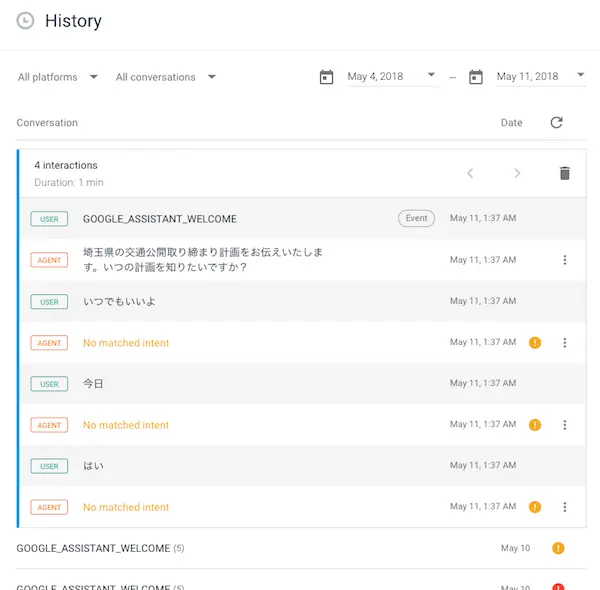 History
All platforms All conversations May 4, 2018 – May 11, 2018
Conversation Date
4 interactions
Duration: 1 min
USER GOOGLE_ASSISTANT_WELCOME Event May 11, 1:37 AM
AGENT 埼玉県の交通公開取り締まり計画をお伝えいたしま May 11, 1:37 AM
す。いつの計画を知りたいですか？
USER いつでもいいよ May 11, 1:37 AM
AGENT No matched intent May 11, 1:37 AM
USER 今日 May 11, 1:37 AM
AGENT No matched intent May 11, 1:37 AM
USER はい May 11, 1:37 AM
AGENT No matched intent May 11, 1:37 AM
GOOGLE_ASSISTANT_WELCOME (5) May 10
GOOGLE_ASSISTANT_WELCOME (5) May 10